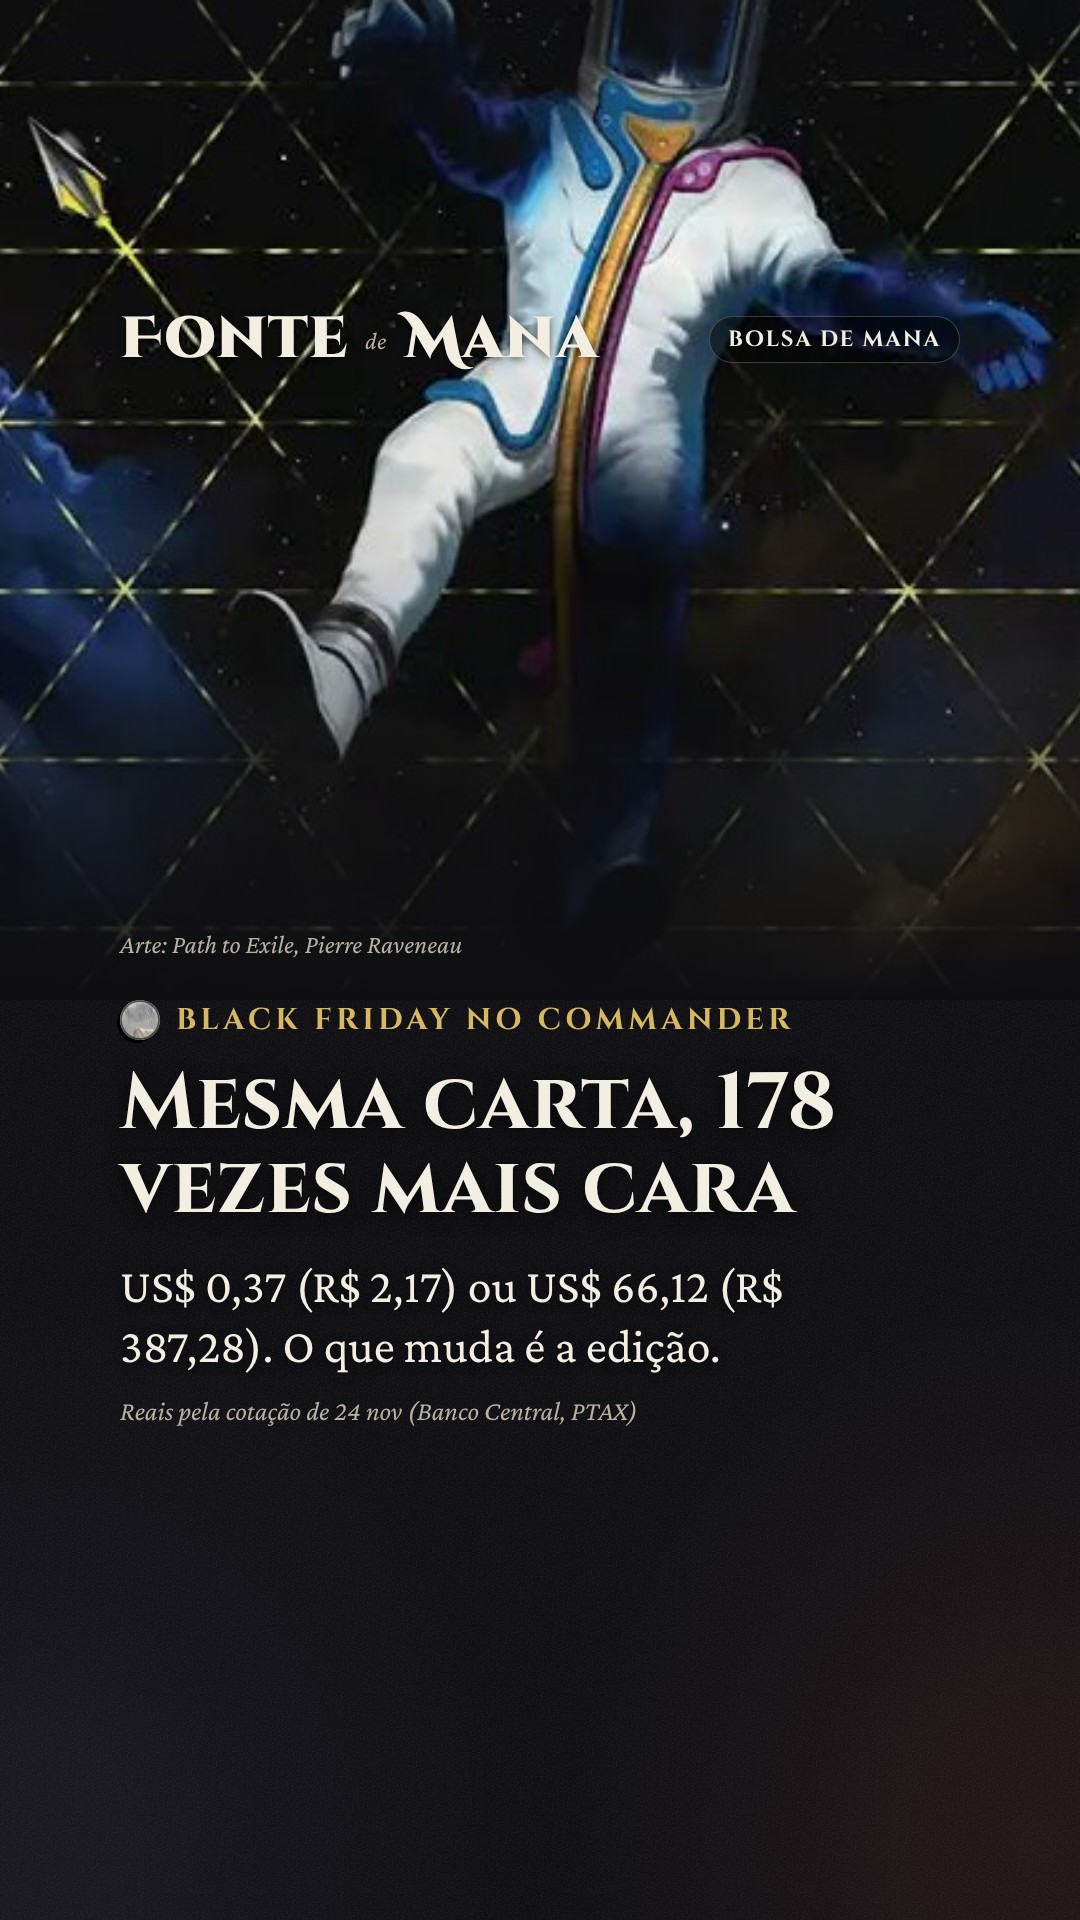 FONTE de MANA
BOLSA DE MANA
Arte: Path to Exile, Pierre Raveneau
BLACK FRIDAY NO COMMANDER
MESMA CARTA, 178
VEZES MAIS CARA
US$ 0,37 (R$ 2,17) ou US$ 66,12 (R$
387,28). O que muda é a edição.
Reais pela cotação de 24 nov (Banco Central, PTAX)